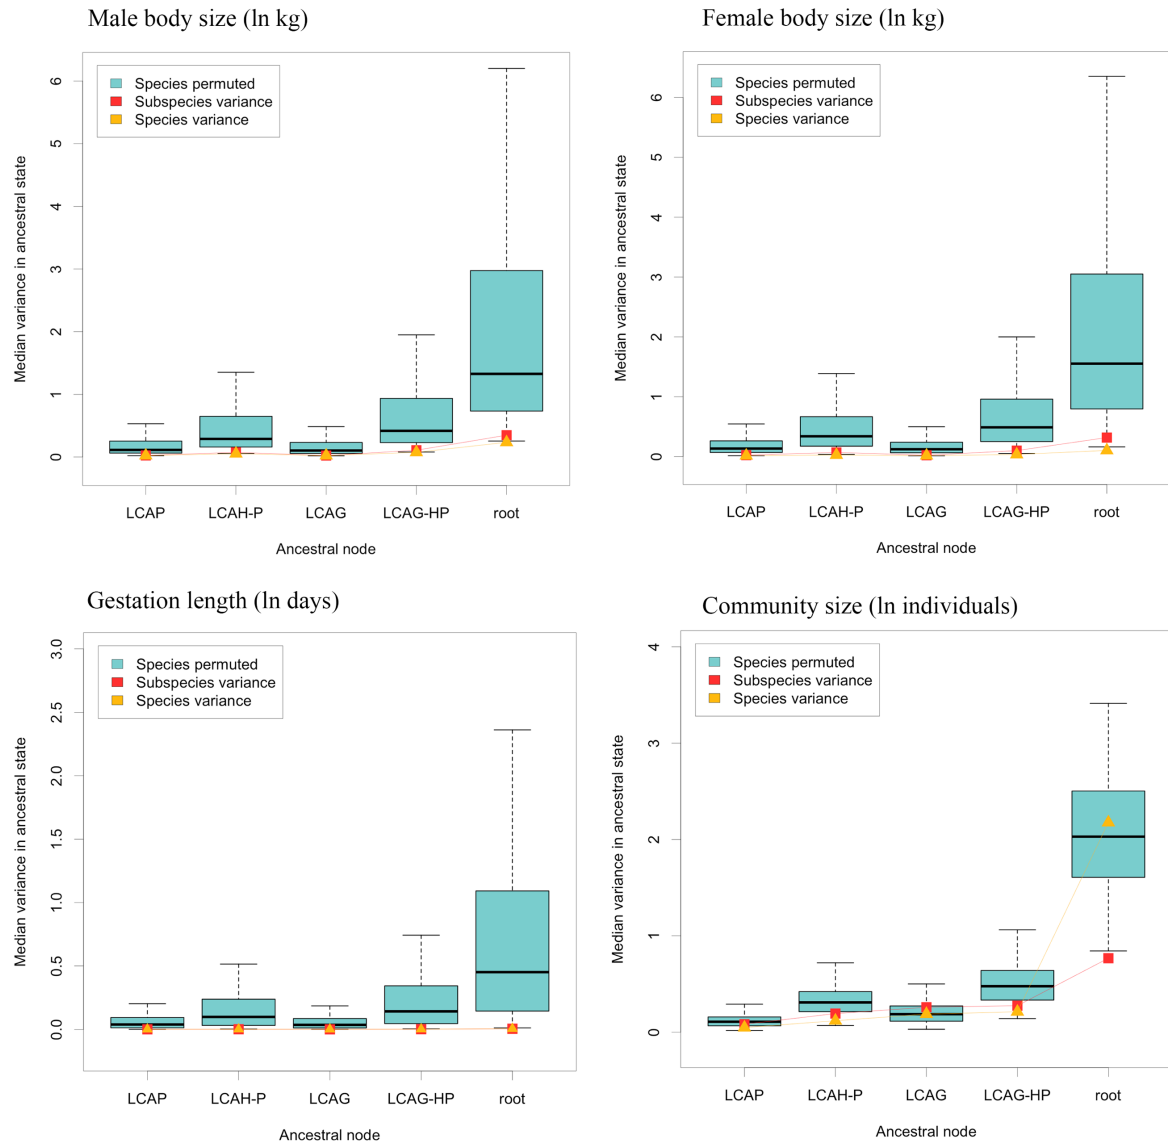 Male body size (ln kg)
Species permuted
Subspecies variance
Species variance
Median variance in ancestral state
6
5
4
3
2
1
0
LCAP LCAH-P LCAG LCAG-HP root
Ancestral node
Female body size (ln kg)
Species permuted
Subspecies variance
Species variance
Median variance in ancestral state
6
5
4
3
2
1
0
LCAP LCAH-P LCAG LCAG-HP root
Ancestral node
Gestation length (ln days)
Species permuted
Subspecies variance
Species variance
Median variance in ancestral state
3.0
2.5
2.0
1.5
1.0
0.5
0.0
LCAP LCAH-P LCAG LCAG-HP root
Ancestral node
Community size (ln individuals)
Species permuted
Subspecies variance
Species variance
Median variance in ancestral state
4
3
2
1
0
LCAP LCAH-P LCAG LCAG-HP root
Ancestral node